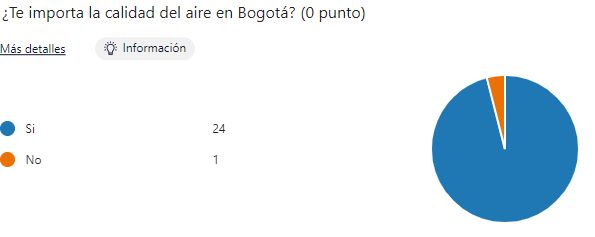 ¿Te importa la calidad del aire en Bogotá? (0 punto)
Más detalles
Información
Si 24
No 1